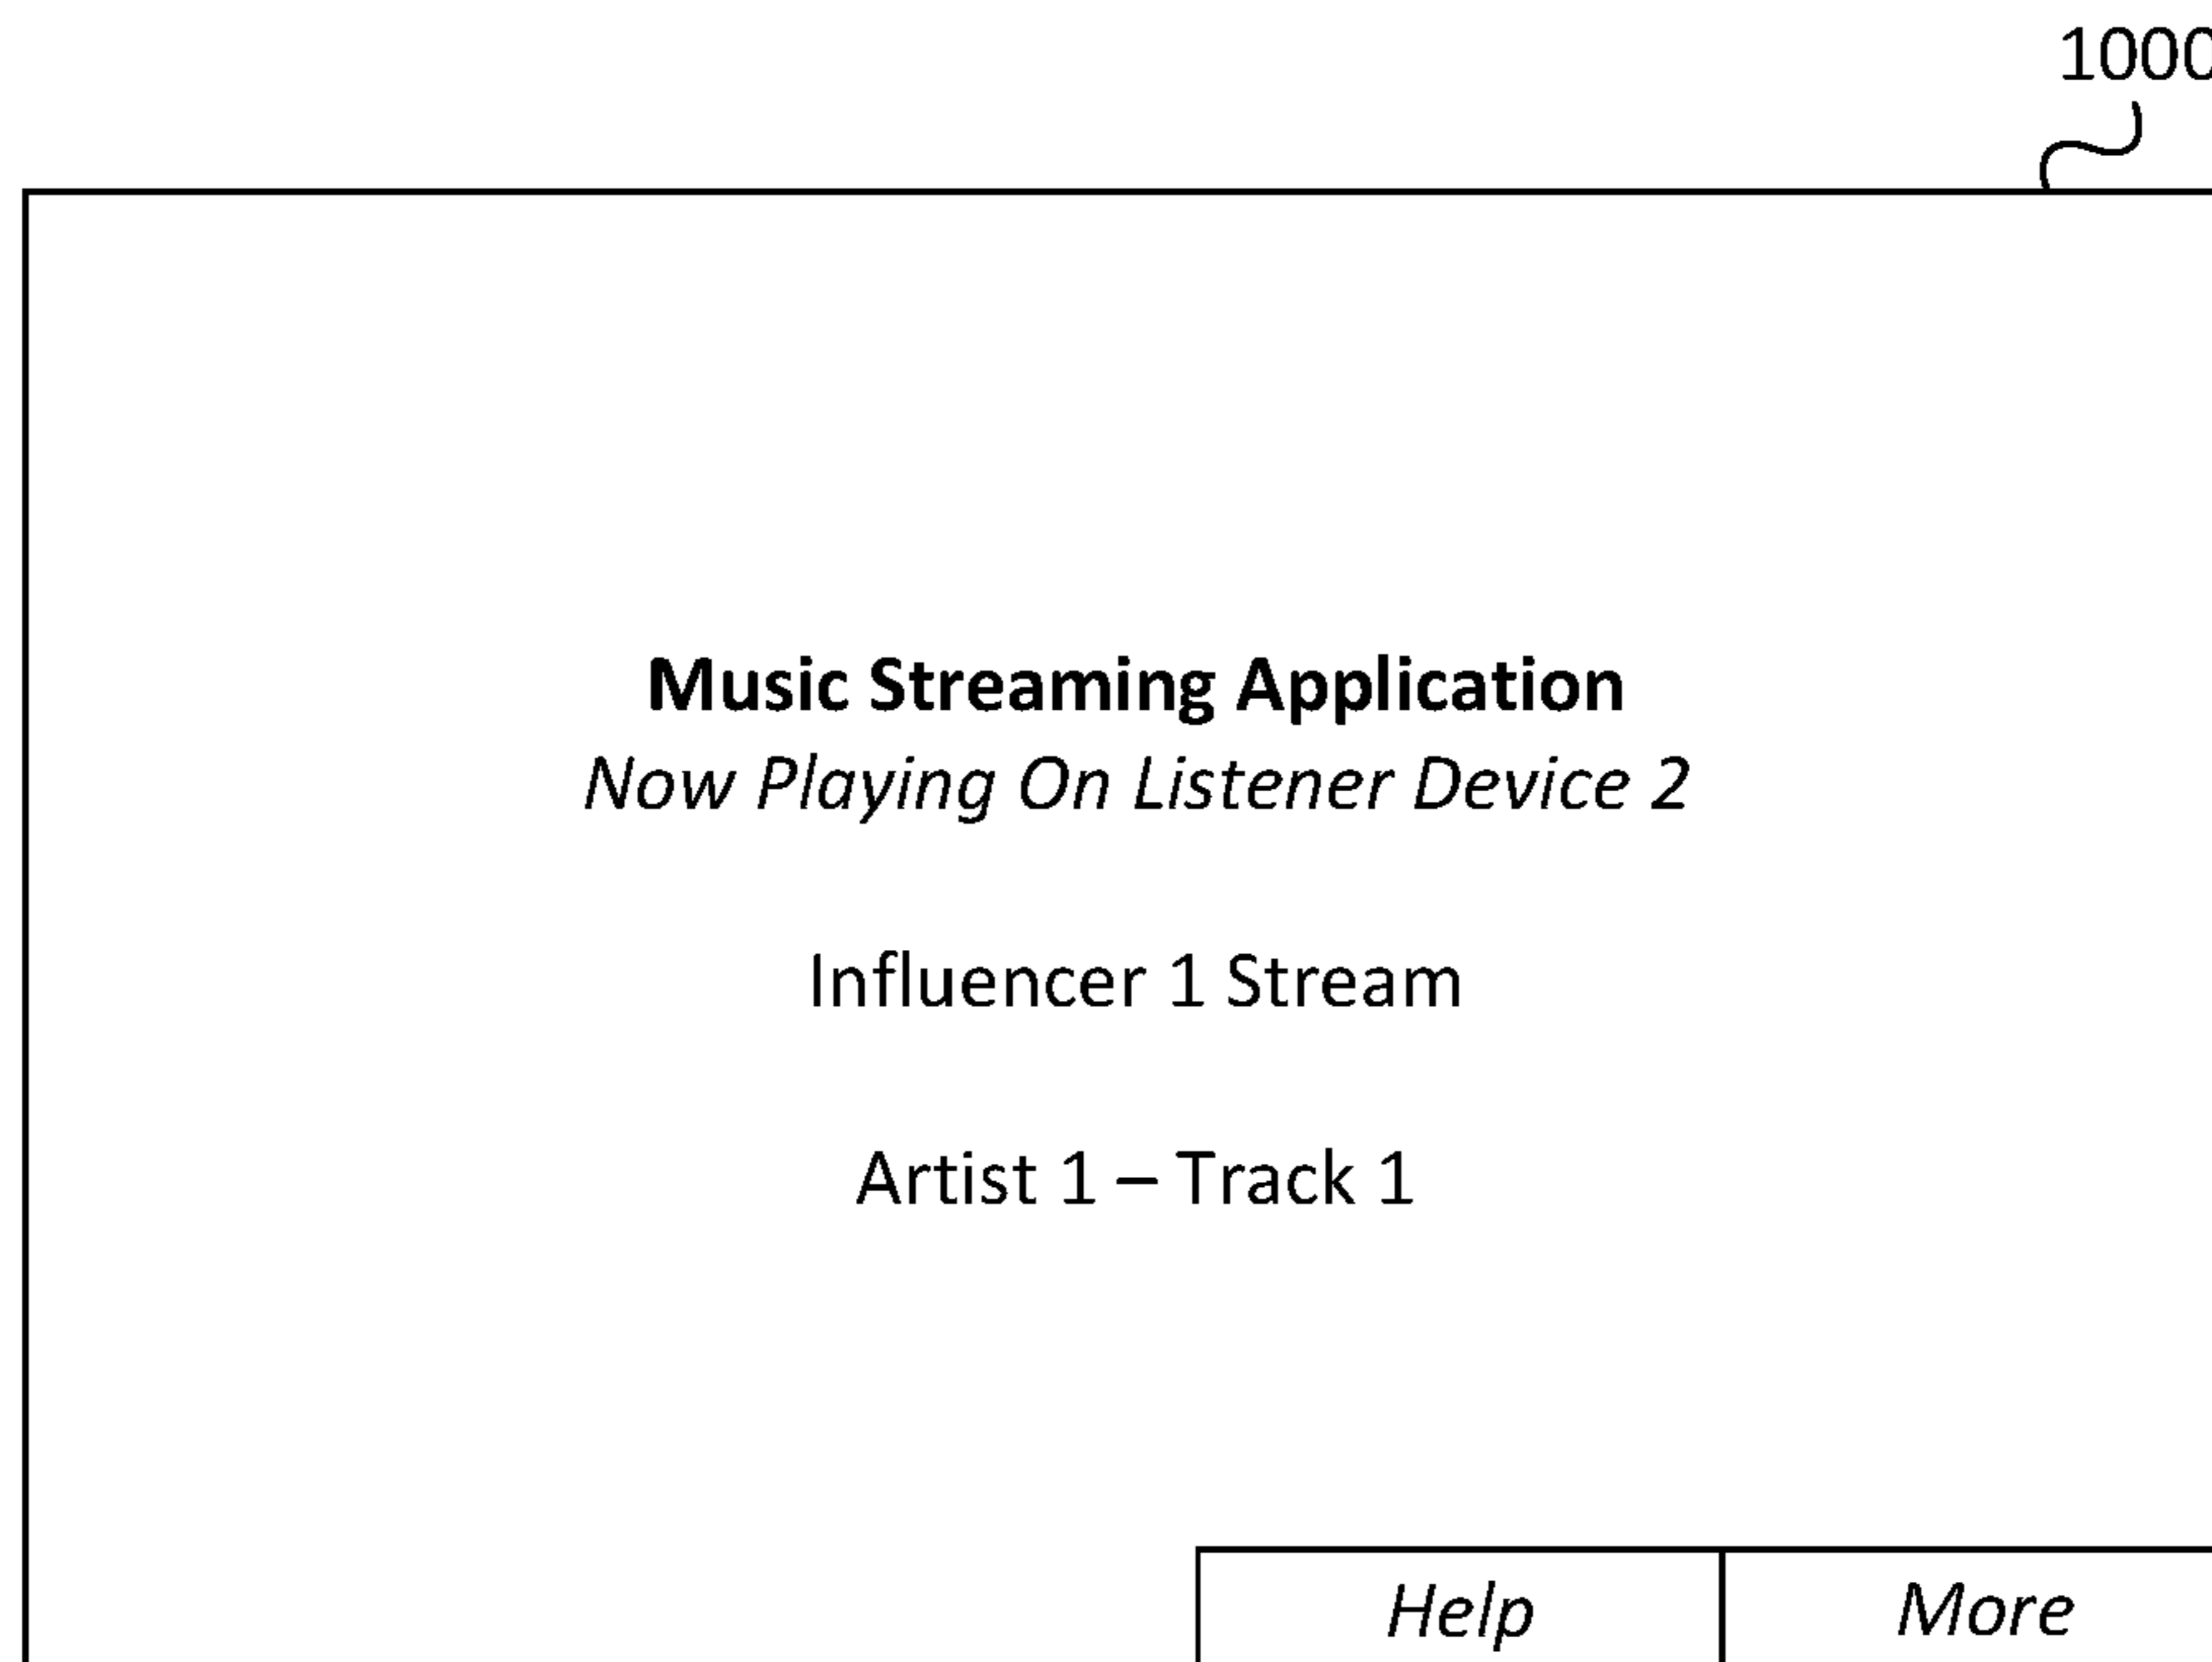 1000
Music Streaming Application
Now Playing On Listener Device 2
Influencer 1 Stream
Artist 1 – Track 1
Help More